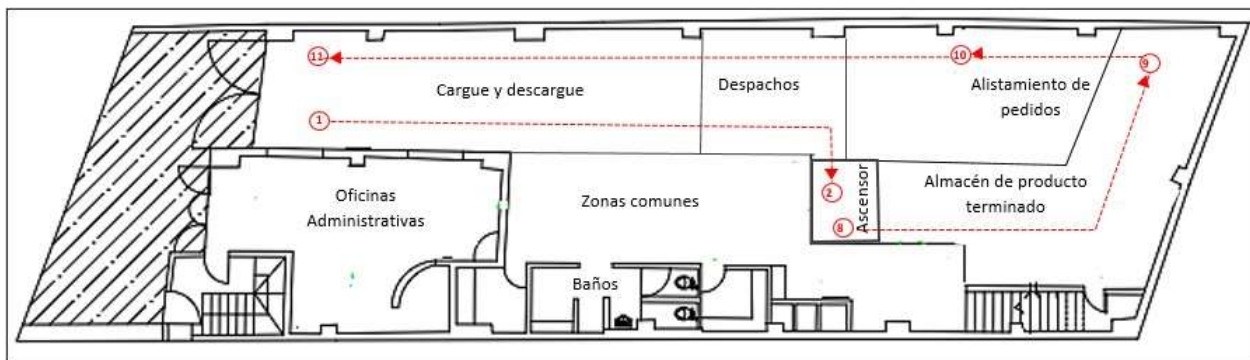 11
10
9
Cargue y descargue
Despachos
Alistamiento de
pedidos
1
Oficinas
Administrativas
Zonas comunes
2
8
Ascensor
Almacén de producto
terminado
Baños